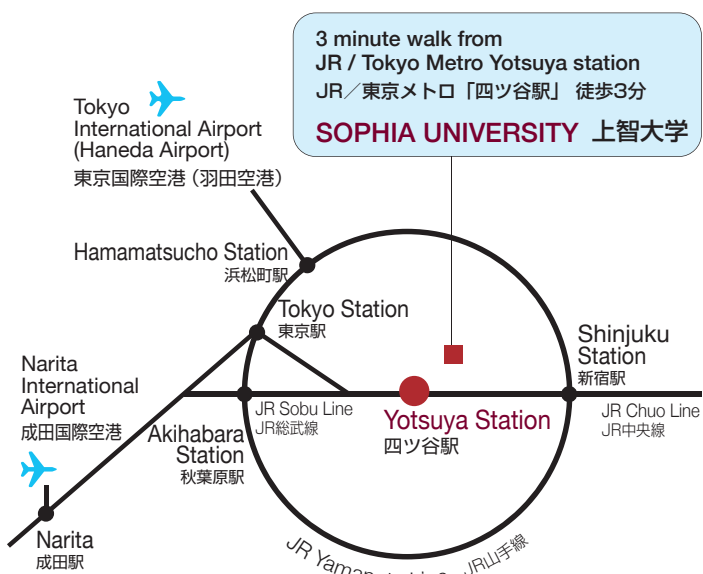 3 minute walk from
JR / Tokyo Metro Yotsuya station
JR／東京メトロ「四ツ谷駅」 徒歩3分
SOPHIA UNIVERSITY 上智大学
Tokyo
International Airport
(Haneda Airport)
東京国際空港（羽田空港）
Hamamatsucho Station
浜松町駅
Tokyo Station
東京駅
Shinjuku
Station
新宿駅
Narita
International
Airport
成田国際空港
JR Sobu Line
JR総武線
Yotsuya Station
四ツ谷駅
JR Chuo Line
JR中央線
Akihabara
Station
秋葉原駅
Narita
成田駅
JR JR山手線